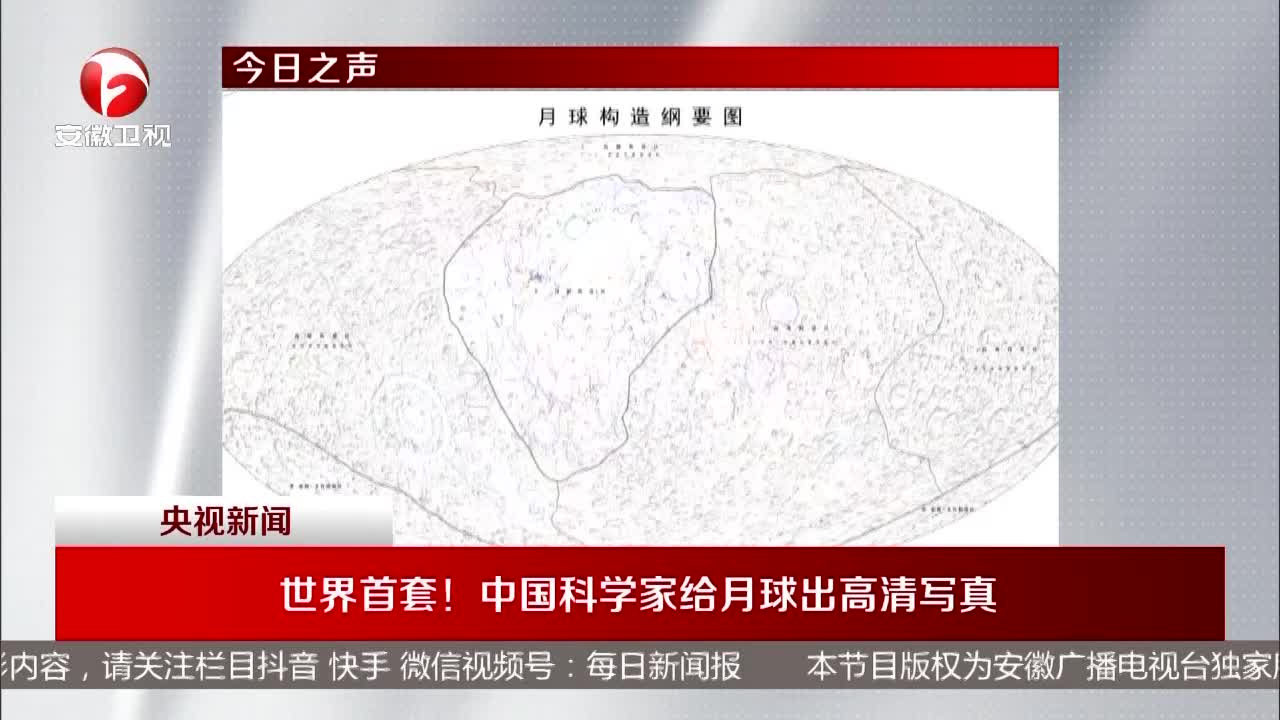 今日之声
安徽卫视
月球构造纲要图
央视新闻
世界首套！中国科学家给月球出高清写真
内容，请关注栏目抖音 快手 微信视频号：每日新闻报 本节目版权为安徽广播电视台独家